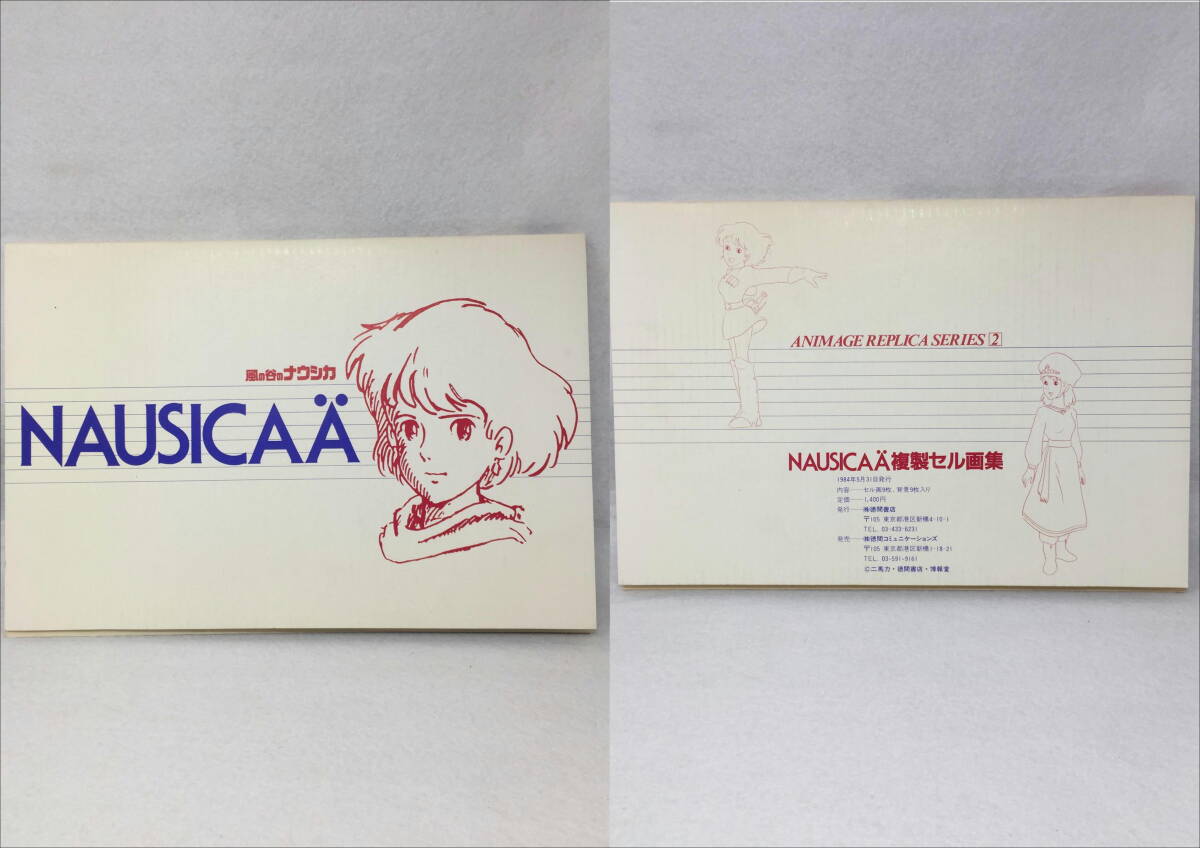 風の谷のナウシカ
NAUSICAÄ
ANIMAGE REPLICA SERIES 2
NAUSICAÄ複製セル画集
1984年5月31日発行
内容——セル画9枚、背景9枚入り
定価——1,400円
発行——㈱徳間書店
〒105 東京都港区新橋4-10-1
TEL. 03-433-6231
発売——㈱徳間コミュニケーションズ
〒105 東京都港区新橋1-18-21
TEL. 03-591-9161
©二馬力・徳間書店・博報堂